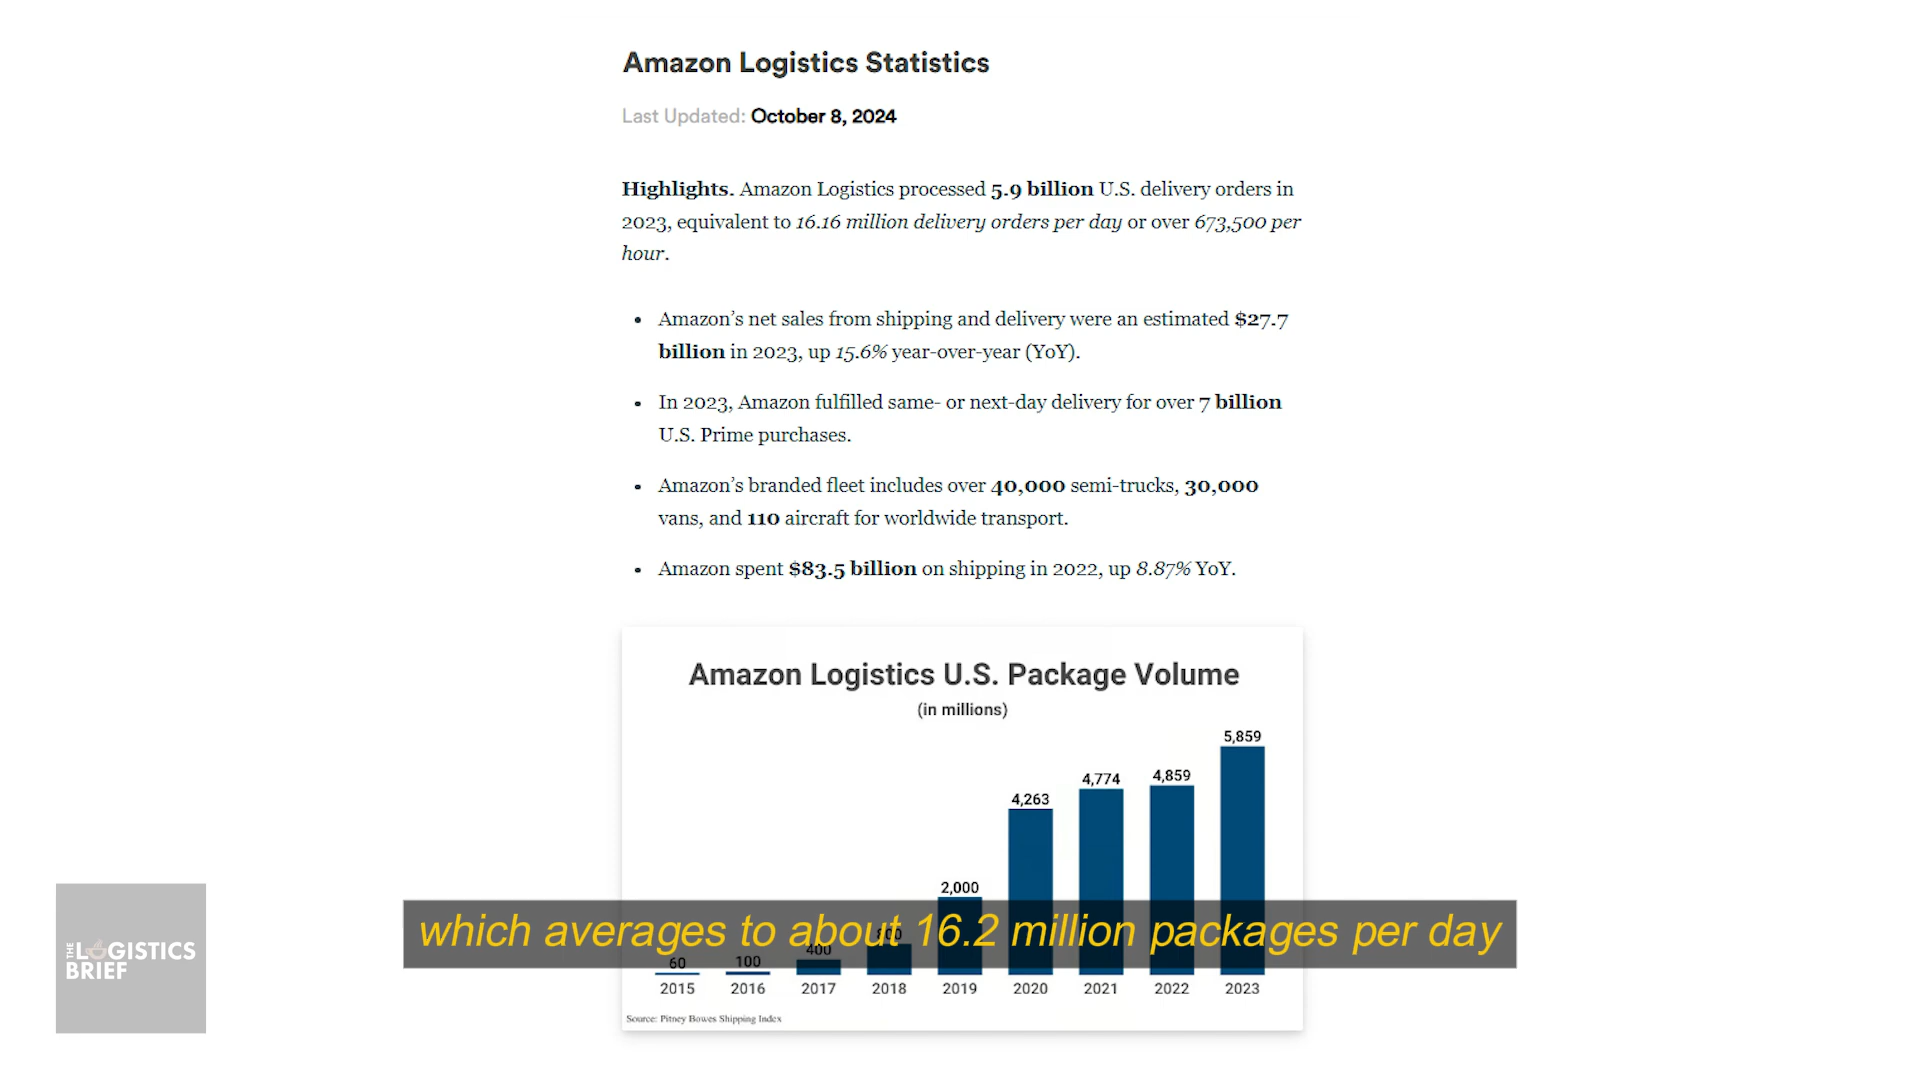 Amazon Logistics Statistics
Last Updated: October 8, 2024
Highlights. Amazon Logistics processed 5.9 billion U.S. delivery orders in
2023, equivalent to 16.16 million delivery orders per day or over 673,500 per
hour.
• Amazon’s net sales from shipping and delivery were an estimated $27.7
billion in 2023, up 15.6% year-over-year (YoY).
• In 2023, Amazon fulfilled same- or next-day delivery for over 7 billion
U.S. Prime purchases.
• Amazon’s branded fleet includes over 40,000 semi-trucks, 30,000
vans, and 110 aircraft for worldwide transport.
• Amazon spent $83.5 billion on shipping in 2022, up 8.87% YoY.
Amazon Logistics U.S. Package Volume
(in millions)
5,859
4,774 4,859
4,263
2,000
which averages to about 16.2 million packages per day
60 100 400 800
2015 2016 2017 2018 2019 2020 2021 2022 2023
Source: Pitney Bowes Shipping Index
THE LOGISTICS
BRIEF